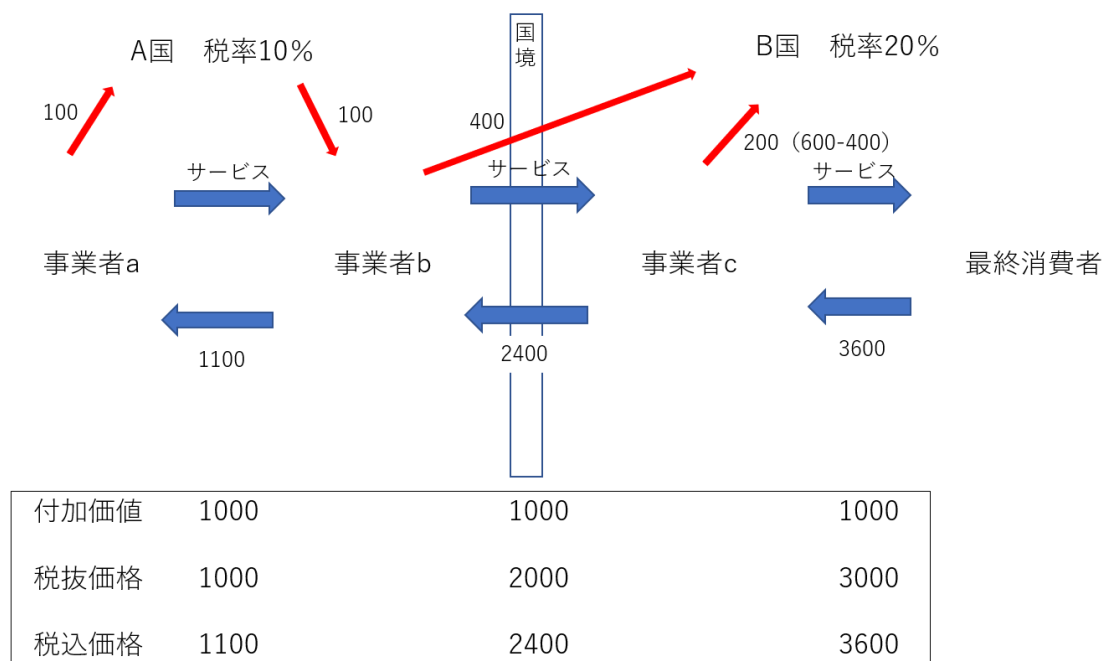 A国 税率10%
国境
B国 税率20%
100
100
400
200（600-400）
サービス
サービス
サービス
事業者a
事業者b
事業者c
最終消費者
1100
2400
3600
付加価値 1000 1000 1000
税抜価格 1000 2000 3000
税込価格 1100 2400 3600